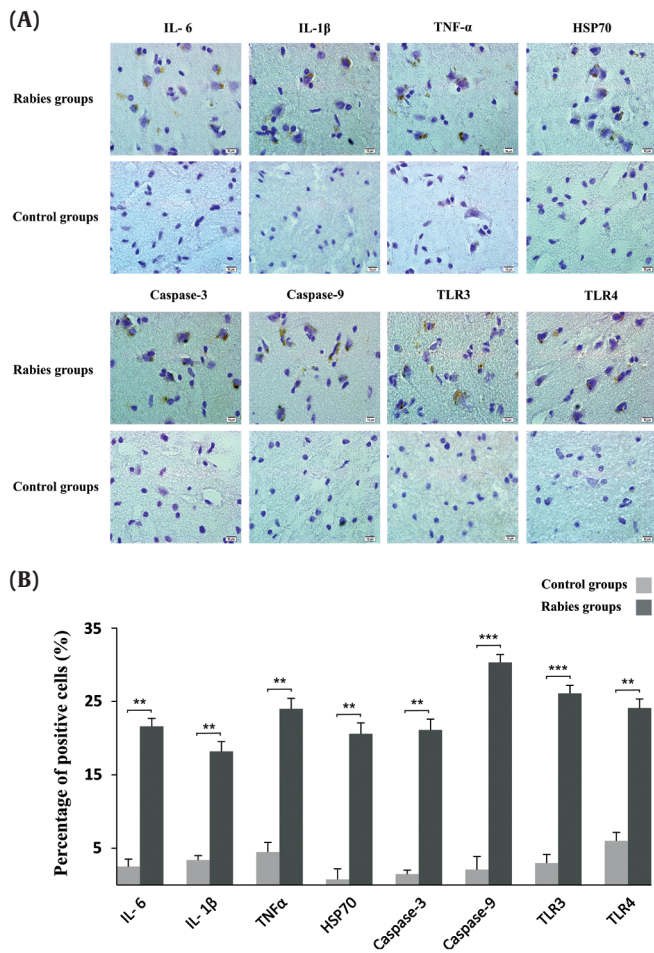 (A)
IL- 6 IL-1β TNF-α HSP70
Rabies groups
Control groups
Caspase-3 Caspase-9 TLR3 TLR4
Rabies groups
Control groups
(B)
Control groups
Rabies groups
Percentage of positive cells (%)
35
25
15
5
** ** ** ** ** *** *** **
IL- 6 IL- 1β TNFα HSP70 Caspase-3 Caspase-9 TLR3 TLR4